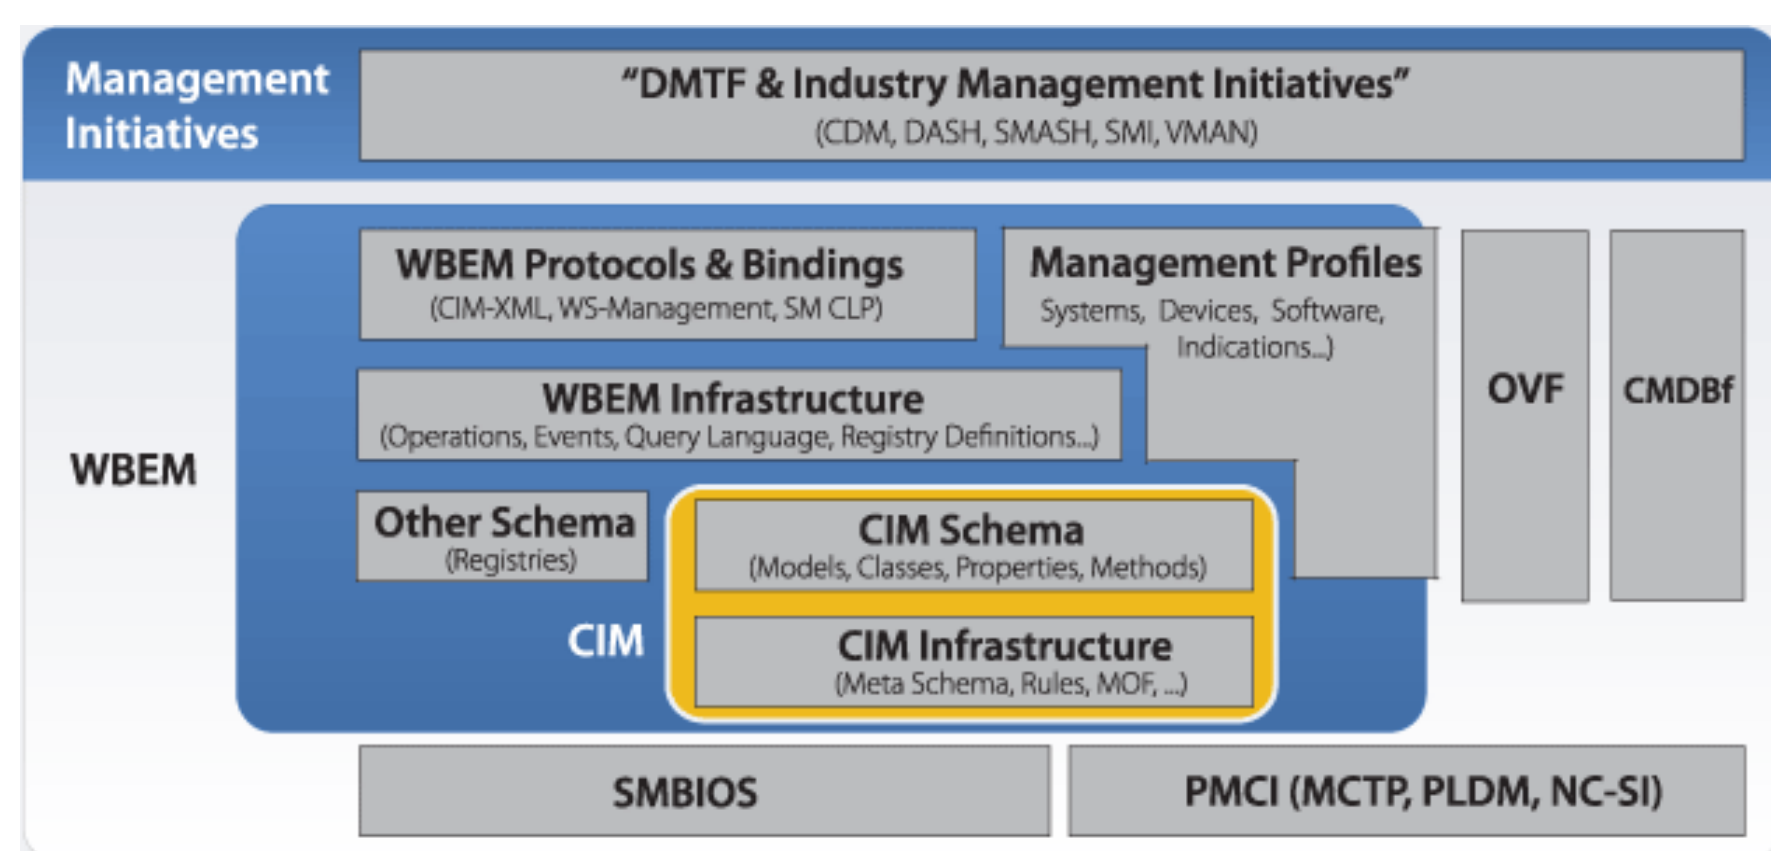 Management
Initiatives
“DMTF & Industry Management Initiatives”
(CDM, DASH, SMASH, SMI, VMAN)
WBEM
WBEM Protocols & Bindings
(CIM-XML, WS-Management, SM CLP)
Management Profiles
Systems, Devices, Software,
Indications...)
WBEM Infrastructure
(Operations, Events, Query Language, Registry Definitions...)
Other Schema
(Registries)
CIM
CIM Schema
(Models, Classes, Properties, Methods)
CIM Infrastructure
(Meta Schema, Rules, MOF, ...)
OVF
CMDBf
SMBIOS
PMCI (MCTP, PLDM, NC-SI)